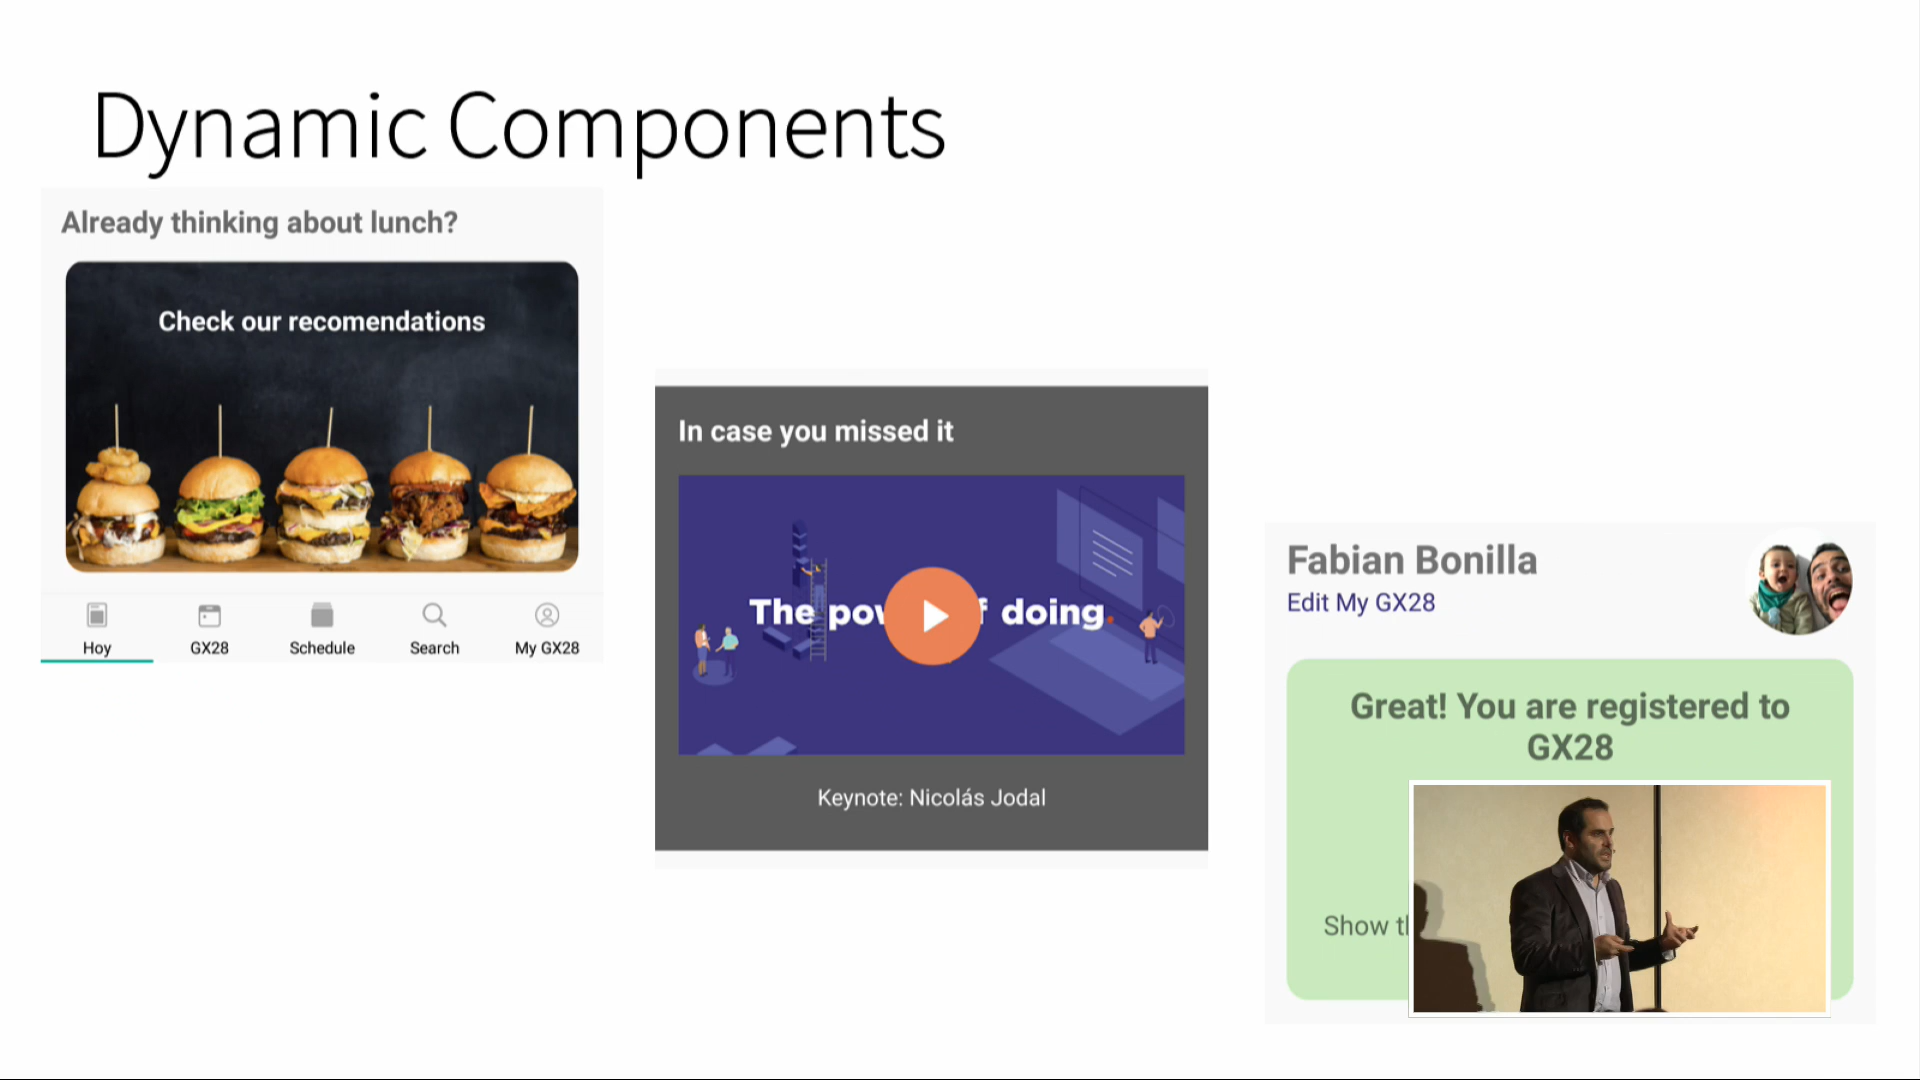 Dynamic Components
Already thinking about lunch?
Check our recomendations
Hoy
GX28
Schedule
Search
My GX28
In case you missed it
The doing.
Keynote: Nicolás Jodal
Fabian Bonilla
Edit My GX28
Great! You are registered to
GX28
Show